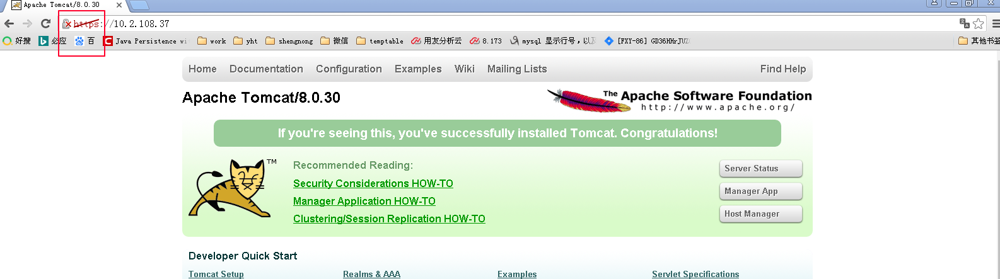 Apache Tomcat/8.0.30
https://10.2.108.37
好搜 必应 百 Java Persistence wi work yht shengnong 微信 temptable 用友分析云 8.173 mysql 显示行号，以及 [FXY-86] GD36HHrJUZ 其他书签
Home Documentation Configuration Examples Wiki Mailing Lists Find Help
Apache Tomcat/8.0.30
The Apache Software Foundation
http://www.apache.org/
If you're seeing this, you've successfully installed Tomcat. Congratulations!
TM
Recommended Reading:
Security Considerations HOW-TO
Manager Application HOW-TO
Clustering/Session Replication HOW-TO
Server Status
Manager App
Host Manager
Developer Quick Start
Tomcat Setup Realms & AAA Examples Servlet Specifications